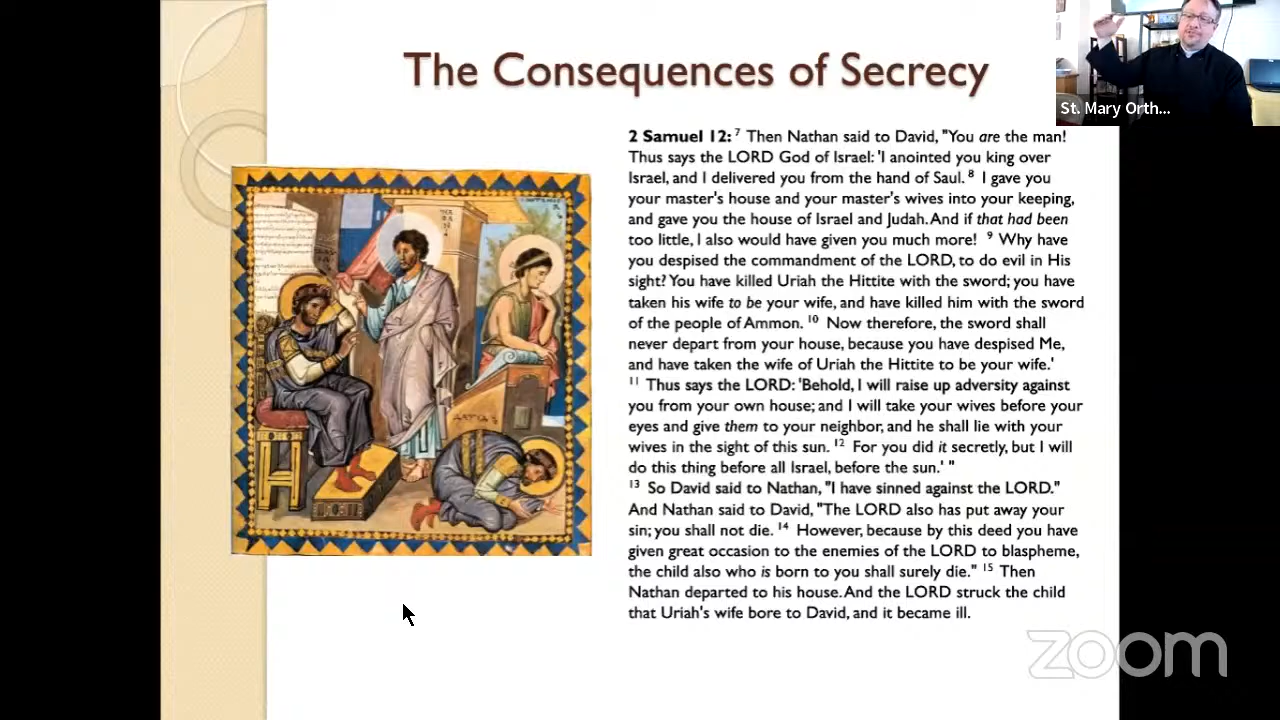 The Consequences of Secrecy
St. Mary Orth...
2 Samuel 12: 7 Then Nathan said to David, "You are the man!
Thus says the LORD God of Israel: 'I anointed you king over
Israel, and I delivered you from the hand of Saul. 8 I gave you
your master's house and your master's wives into your keeping,
and gave you the house of Israel and Judah. And if that had been
too little, I also would have given you much more! 9 Why have
you despised the commandment of the LORD, to do evil in His
sight? You have killed Uriah the Hittite with the sword; you have
taken his wife to be your wife, and have killed him with the sword
of the people of Ammon. 10 Now therefore, the sword shall
never depart from your house, because you have despised Me,
and have taken the wife of Uriah the Hittite to be your wife.'
11 Thus says the LORD: 'Behold, I will raise up adversity against
you from your own house; and I will take your wives before your
eyes and give them to your neighbor, and he shall lie with your
wives in the sight of this sun. 12 For you did it secretly, but I will
do this thing before all Israel, before the sun.' "
13 So David said to Nathan, "I have sinned against the LORD."
And Nathan said to David, "The LORD also has put away your
sin; you shall not die. 14 However, because by this deed you have
given great occasion to the enemies of the LORD to blaspheme,
the child also who is born to you shall surely die." 15 Then
Nathan departed to his house. And the LORD struck the child
that Uriah's wife bore to David, and it became ill.
zoom